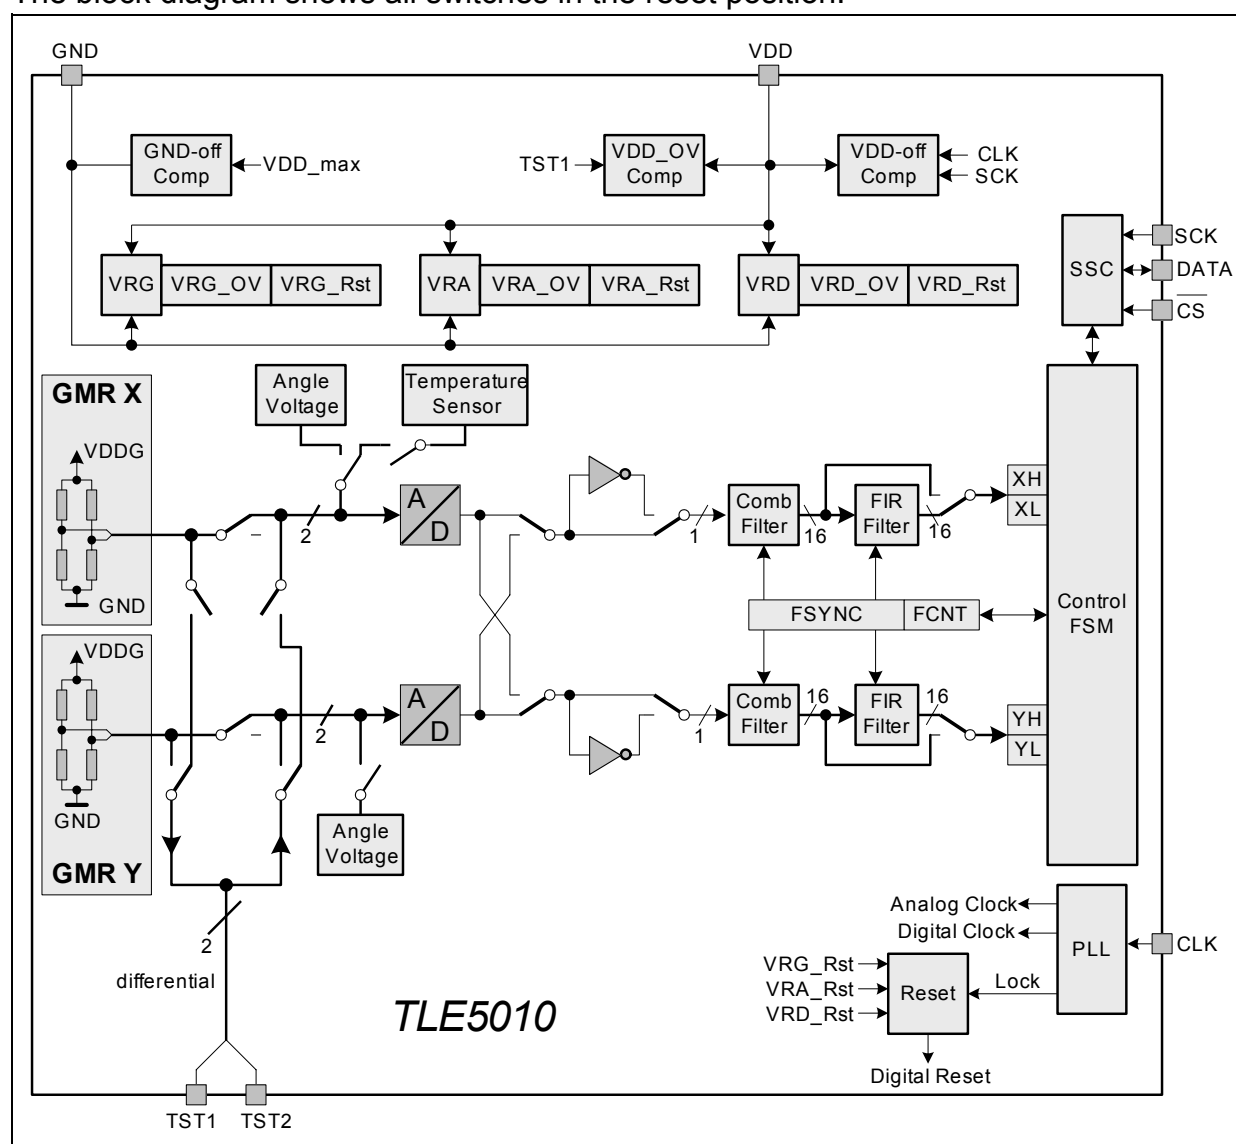 The block diagram shows all switches in the reset position.
GND
VDD
GND-off
Comp
VDD_max
TST1
VDD_OV
Comp
VDD-off
Comp
CLK
SCK
VRG
VRG_OV
VRG_Rst
VRA
VRA_OV
VRA_Rst
VRD
VRD_OV
VRD_Rst
SSC
SCK
DATA
CS
GMR X
VDDG
GND
Angle
Voltage
Temperature
Sensor
2
A
D
1
Comb
Filter
16
FIR
Filter
16
XH
XL
FSYNC
FCNT
Control
FSM
VDDG
GND
GMR Y
2
A
D
1
Comb
Filter
16
FIR
Filter
16
YH
YL
Angle
Voltage
2
differential
TLE5010
Analog Clock
Digital Clock
PLL
CLK
VRG_Rst
VRA_Rst
VRD_Rst
Reset
Lock
Digital Reset
TST1
TST2